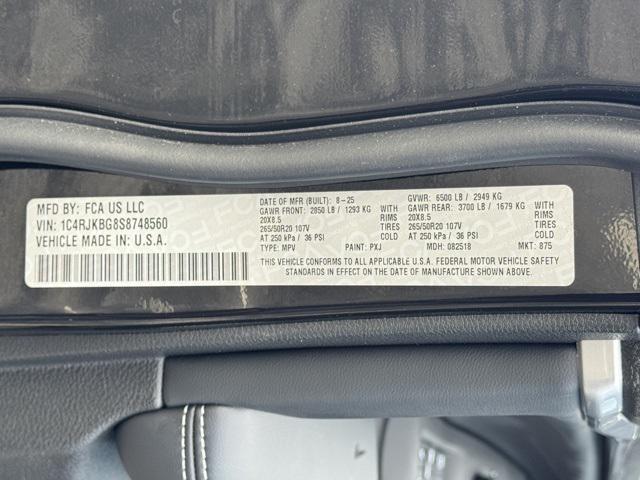 MFD BY: FCA US LLC
VIN: 1C4RJKBG8S8748560
VEHICLE MADE IN: U.S.A.
DATE OF MFR (BUILT): 8-25 GVWR: 6500 LB / 2949 KG
GAWR FRONT: 2850 LB / 1293 KG WITH GAWR REAR: 3700 LB / 1679 KG WITH
20X8.5 RIMS 20X8.5 RIMS
265/50R20 107V TIRES 265/50R20 107V TIRES
AT 250 kPa / 36 PSI COLD AT 250 kPa / 36 PSI COLD
TYPE: MPV PAINT: PXJ MDH: 082518 MKT: 875
THIS VEHICLE CONFORMS TO ALL APPLICABLE U.S.A. FEDERAL MOTOR VEHICLE SAFETY
STANDARDS IN EFFECT ON THE DATE OF MANUFACTURE SHOWN ABOVE.